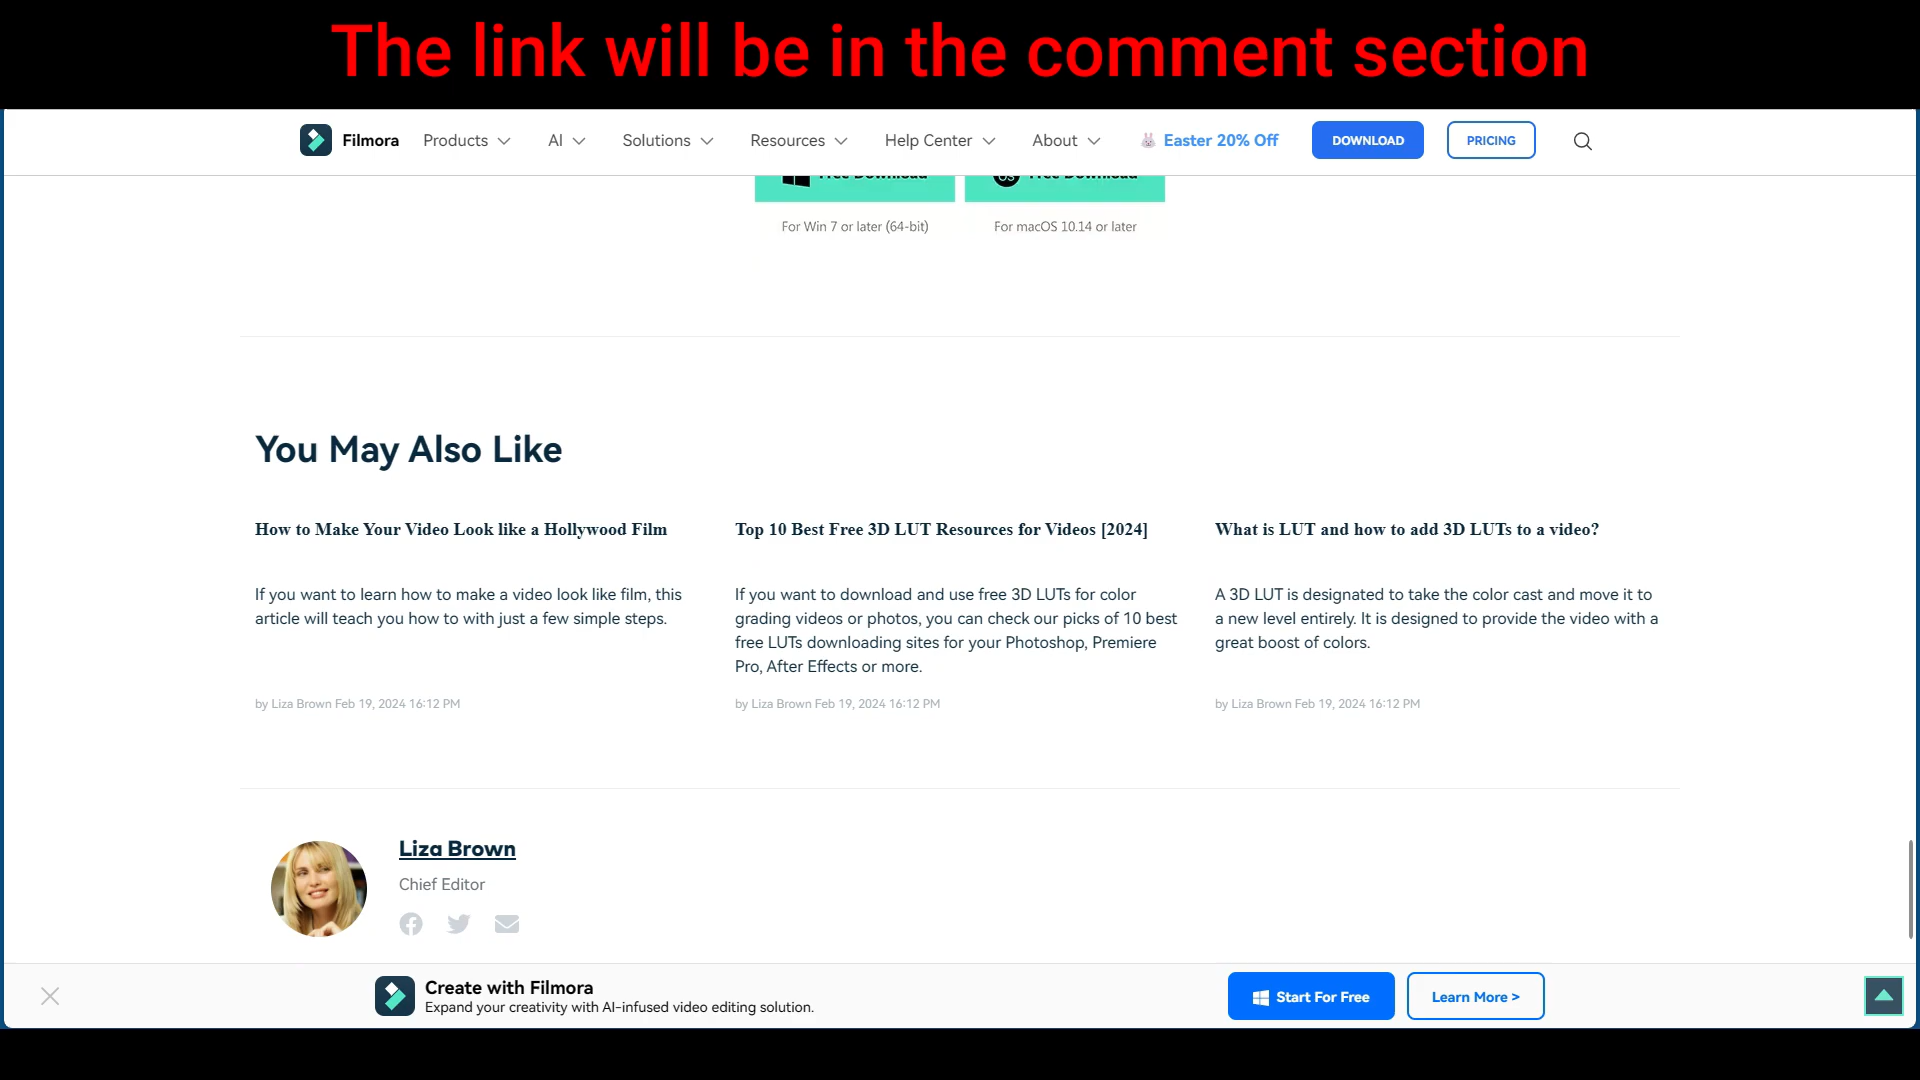 The link will be in the comment section
Filmora Products AI Solutions Resources Help Center About Easter 20% Off DOWNLOAD PRICING
Free Download Free Download
For Win 7 or later (64-bit) For macOS 10.14 or later
You May Also Like
How to Make Your Video Look like a Hollywood Film
If you want to learn how to make a video look like film, this
article will teach you how to with just a few simple steps.
by Liza Brown Feb 19, 2024 16:12 PM
Top 10 Best Free 3D LUT Resources for Videos [2024]
If you want to download and use free 3D LUTs for color
grading videos or photos, you can check our picks of 10 best
free LUTs downloading sites for your Photoshop, Premiere
Pro, After Effects or more.
by Liza Brown Feb 19, 2024 16:12 PM
What is LUT and how to add 3D LUTs to a video?
A 3D LUT is designated to take the color cast and move it to
a new level entirely. It is designed to provide the video with a
great boost of colors.
by Liza Brown Feb 19, 2024 16:12 PM
Liza Brown
Chief Editor
Create with Filmora
Expand your creativity with AI-infused video editing solution.
Start For Free Learn More >